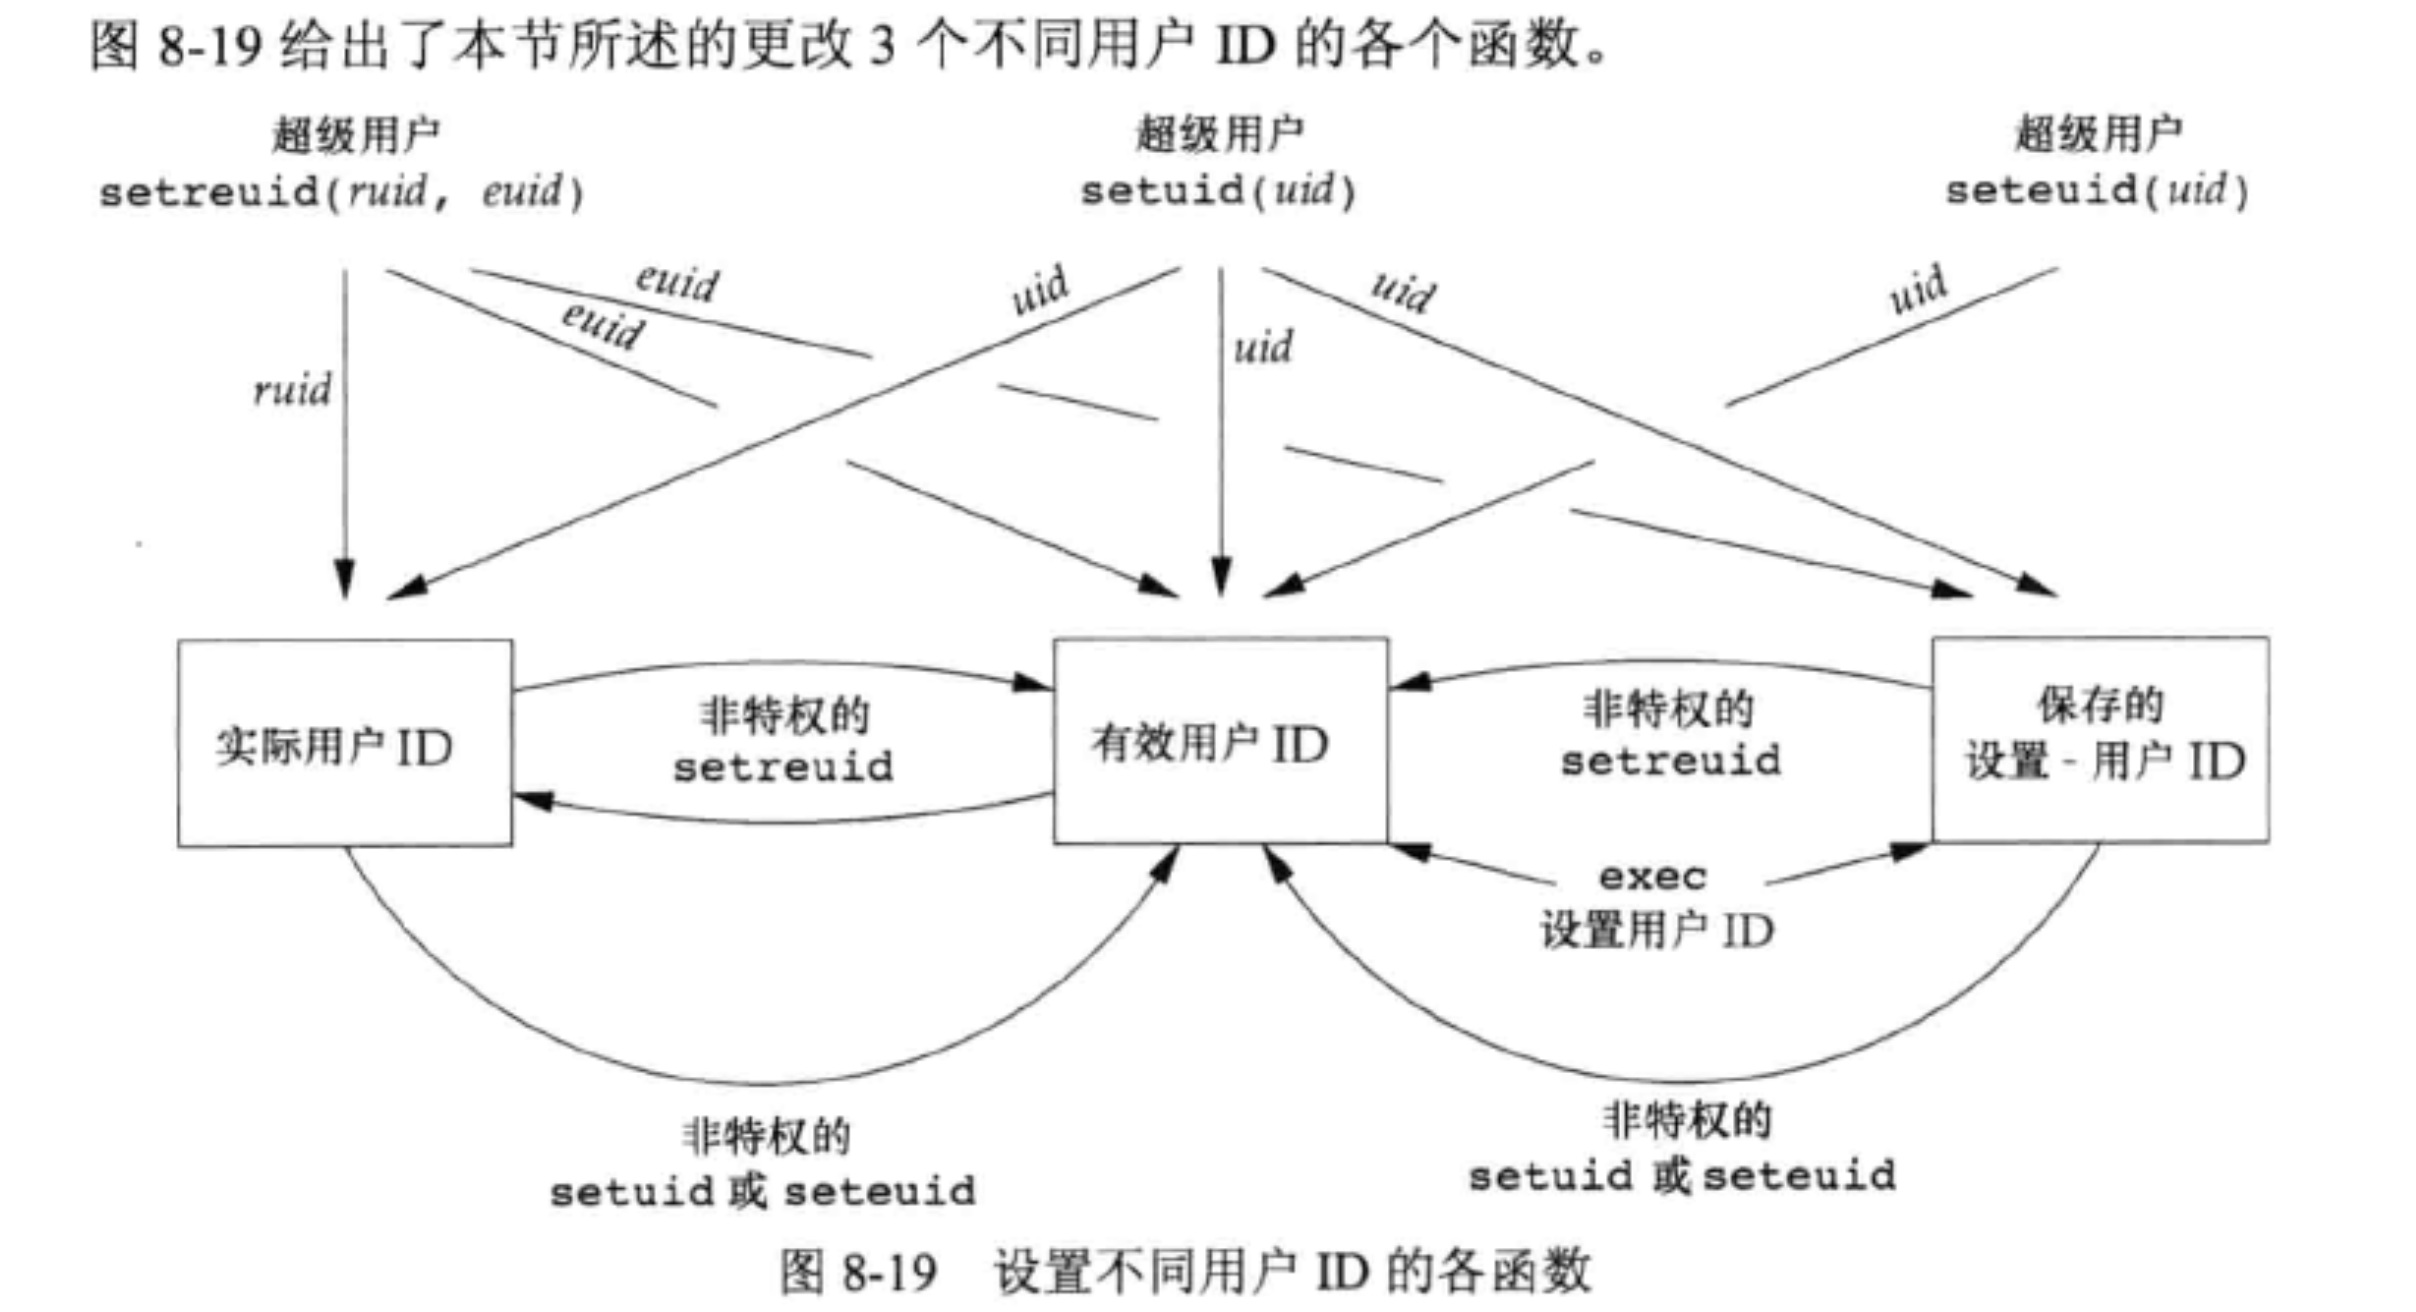 图 8-19 给出了本节所述的更改 3 个不同用户 ID 的各个函数。
超级用户
setreuid(ruid, euid)
超级用户
setuid(uid)
超级用户
seteuid(uid)
euid
euid
ruid
uid
uid
uid
uid
实际用户 ID
非特权的
setreuid
有效用户 ID
非特权的
setreuid
保存的
设置 - 用户 ID
exec
设置用户 ID
非特权的
setuid 或 seteuid
非特权的
setuid 或 seteuid
图 8-19 设置不同用户 ID 的各函数